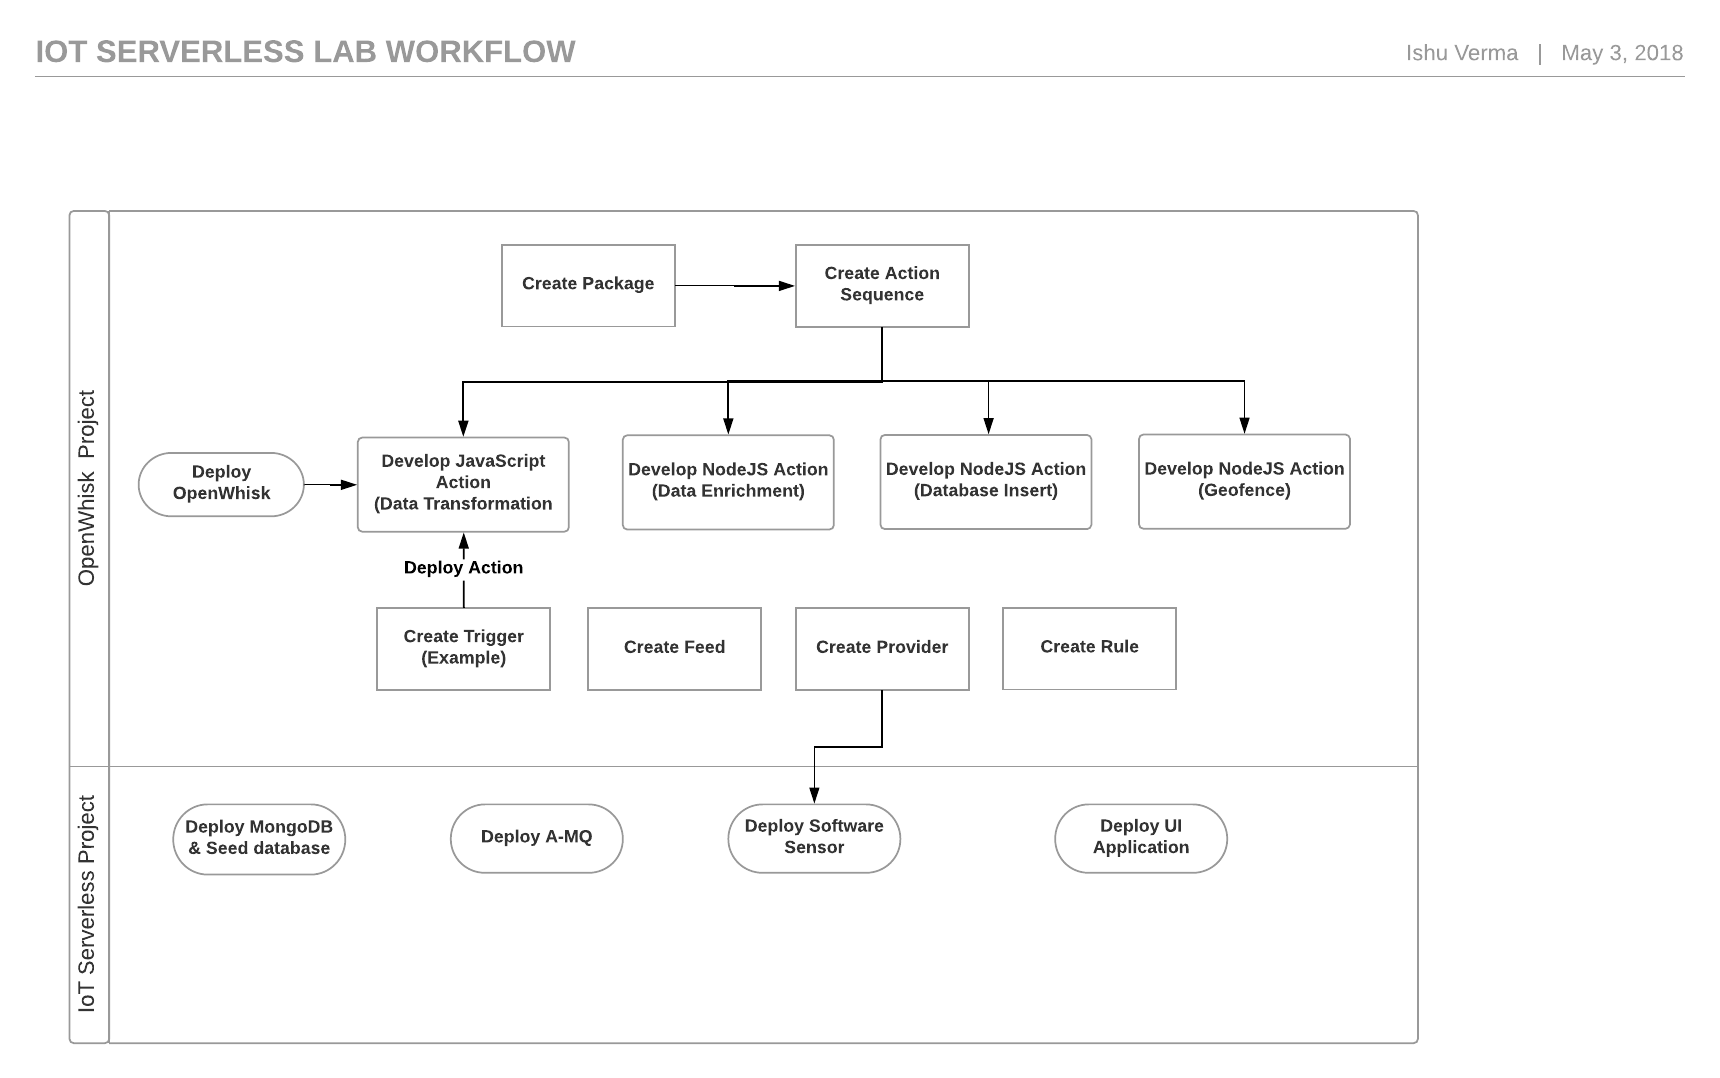 IOT SERVERLESS LAB WORKFLOW
Ishu Verma | May 3, 2018
OpenWhisk Project
Create Package
Create Action
Sequence
Deploy
OpenWhisk
Develop JavaScript
Action
(Data Transformation
Develop NodeJS Action
(Data Enrichment)
Develop NodeJS Action
(Database Insert)
Develop NodeJS Action
(Geofence)
Deploy Action
Create Trigger
(Example)
Create Feed
Create Provider
Create Rule
IoT Serverless Project
Deploy MongoDB
& Seed database
Deploy A-MQ
Deploy Software
Sensor
Deploy UI
Application